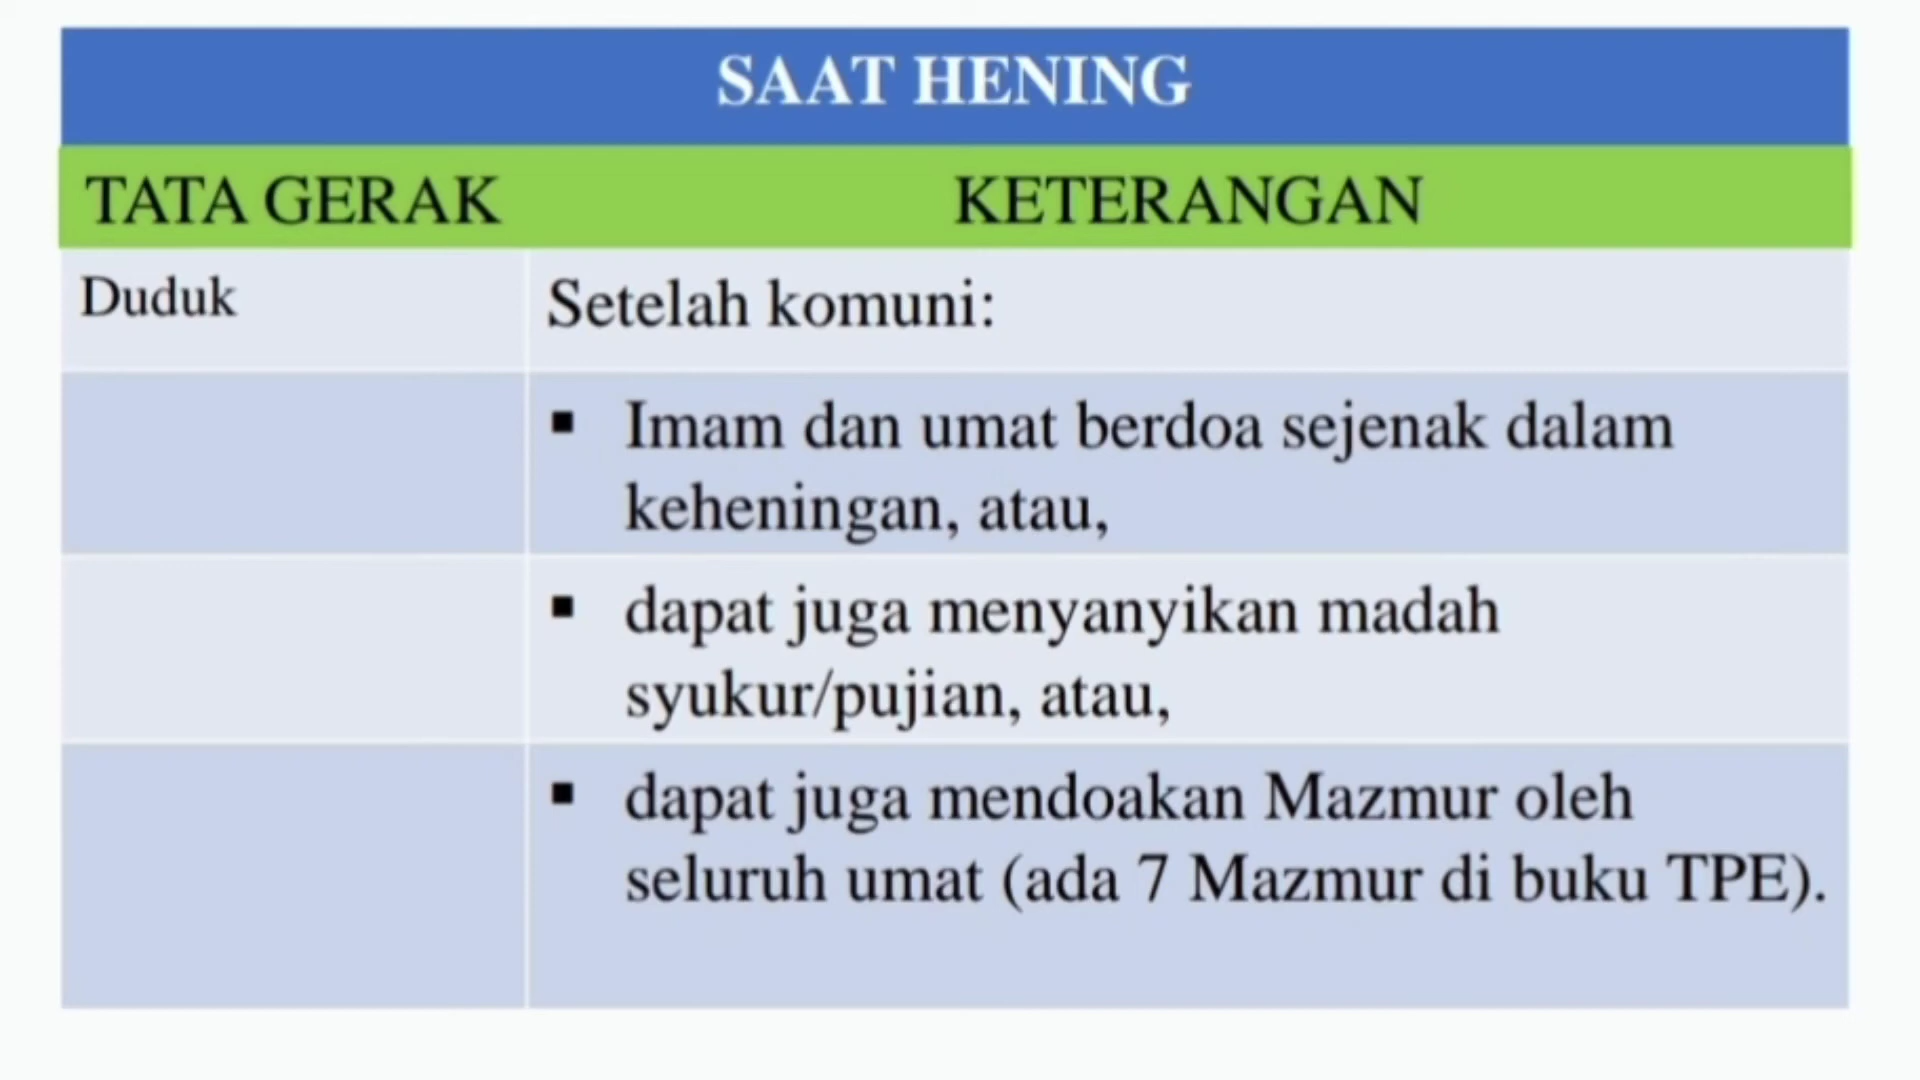 SAAT HENING
TATA GERAK KETERANGAN
Duduk Setelah komuni:
▪ Imam dan umat berdoa sejenak dalam
keheningan, atau,
▪ dapat juga menyanyikan madah
syukur/pujian, atau,
▪ dapat juga mendoakan Mazmur oleh
seluruh umat (ada 7 Mazmur di buku TPE).